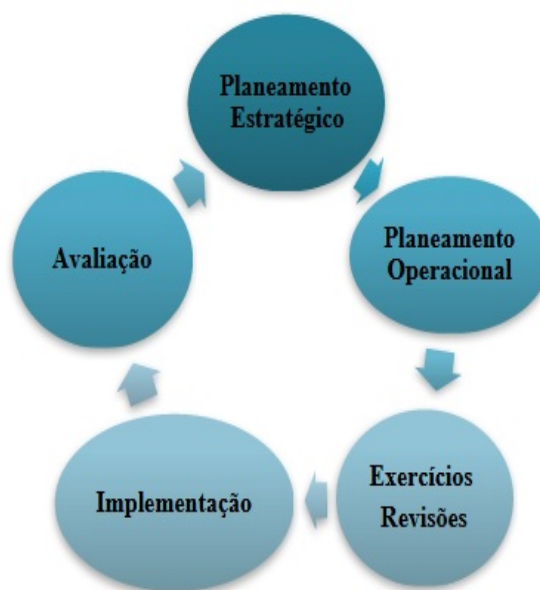 Planeamento
Estratégico
Planeamento
Operacional
Exercícios
Revisões
Implementação
Avaliação